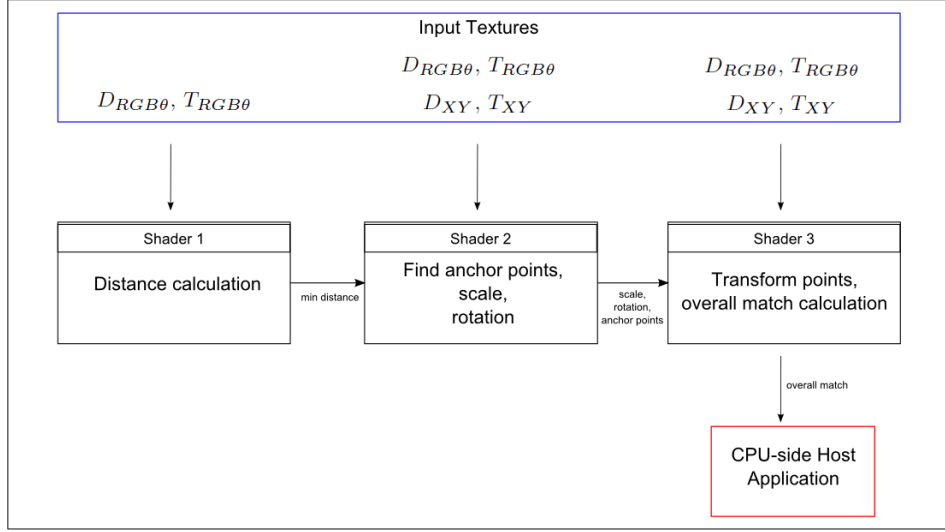 Input Textures
D_{RGBθ}, T_{RGBθ}
D_{RGBθ}, T_{RGBθ}
D_{XY}, T_{XY}
D_{RGBθ}, T_{RGBθ}
D_{XY}, T_{XY}
Shader 1
Distance calculation
min distance
Shader 2
Find anchor points,
scale,
rotation
scale,
rotation,
anchor points
Shader 3
Transform points,
overall match calculation
overall match
CPU-side Host
Application